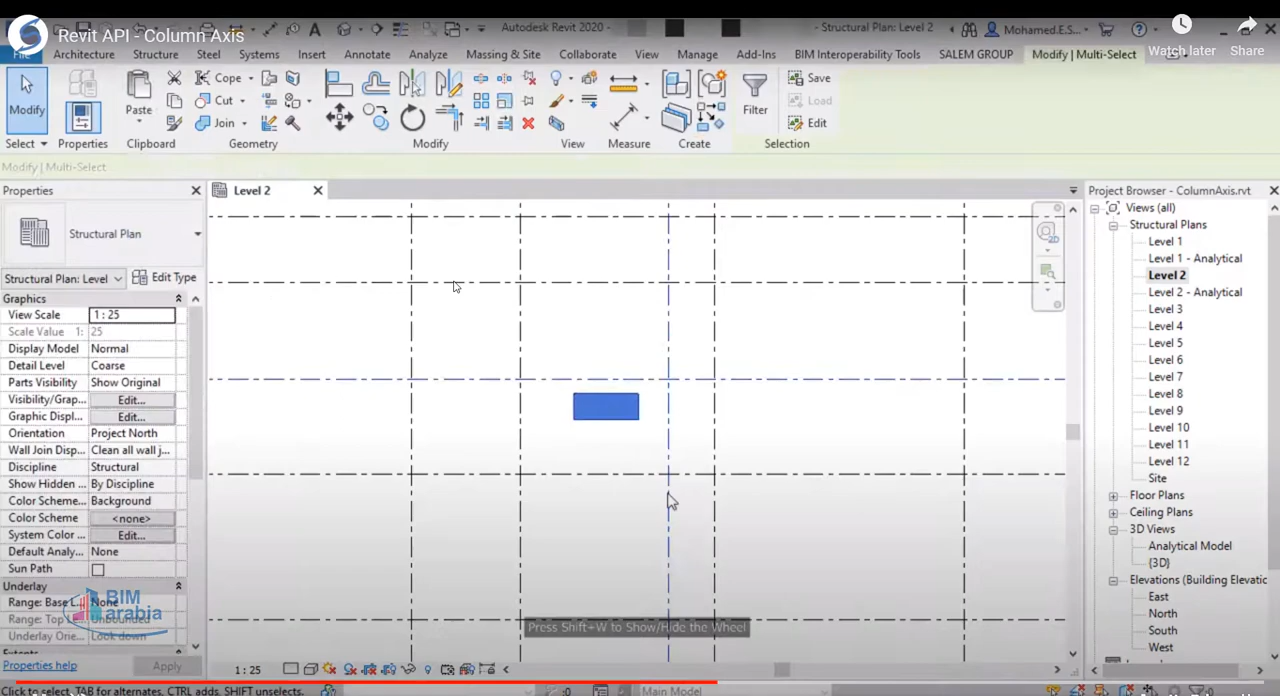 Revit API - Column Axis
Autodesk Revit 2020 -
- Structural Plan: Level 2
Mohamed.E.S...
Watch later
Share
File
Architecture
Structure
Steel
Systems
Insert
Annotate
Analyze
Massing & Site
Collaborate
View
Manage
Add-Ins
BIM Interoperability Tools
SALEM GROUP
Modify | Multi-Select
Modify
Paste
Cope
Cut
Join
Filter
Save
Load
Edit
Select
Properties
Clipboard
Geometry
Modify
View
Measure
Create
Selection
Modify | Multi-Select
Properties
Level 2
Project Browser - ColumnAxis.rvt
Structural Plan
Structural Plan: Level
Edit Type
Graphics
View Scale 1 : 25
Scale Value 1: 25
Display Model Normal
Detail Level Coarse
Parts Visibility Show Original
Visibility/Grap... Edit...
Graphic Displ... Edit...
Orientation Project North
Wall Join Disp... Clean all wall j...
Discipline Structural
Show Hidden ... By Discipline
Color Scheme... Background
Color Scheme <none>
System Color ... Edit...
Default Analy... None
Sun Path
Underlay
Range: Base L... None
Range: Top L... Unbounded
Underlay Orie... Look down
Extents
Properties help
Apply
BIM
arabia
2D
Press Shift+W to Show/Hide the Wheel
1 : 25
Views (all)
Structural Plans
Level 1
Level 1 - Analytical
Level 2
Level 2 - Analytical
Level 3
Level 4
Level 5
Level 6
Level 7
Level 8
Level 9
Level 10
Level 11
Level 12
Site
Floor Plans
Ceiling Plans
3D Views
Analytical Model
{3D}
Elevations (Building Elevatic
East
North
South
West
Click to select, TAB for alternates, CTRL adds, SHIFT unselects.
:0
Main Model